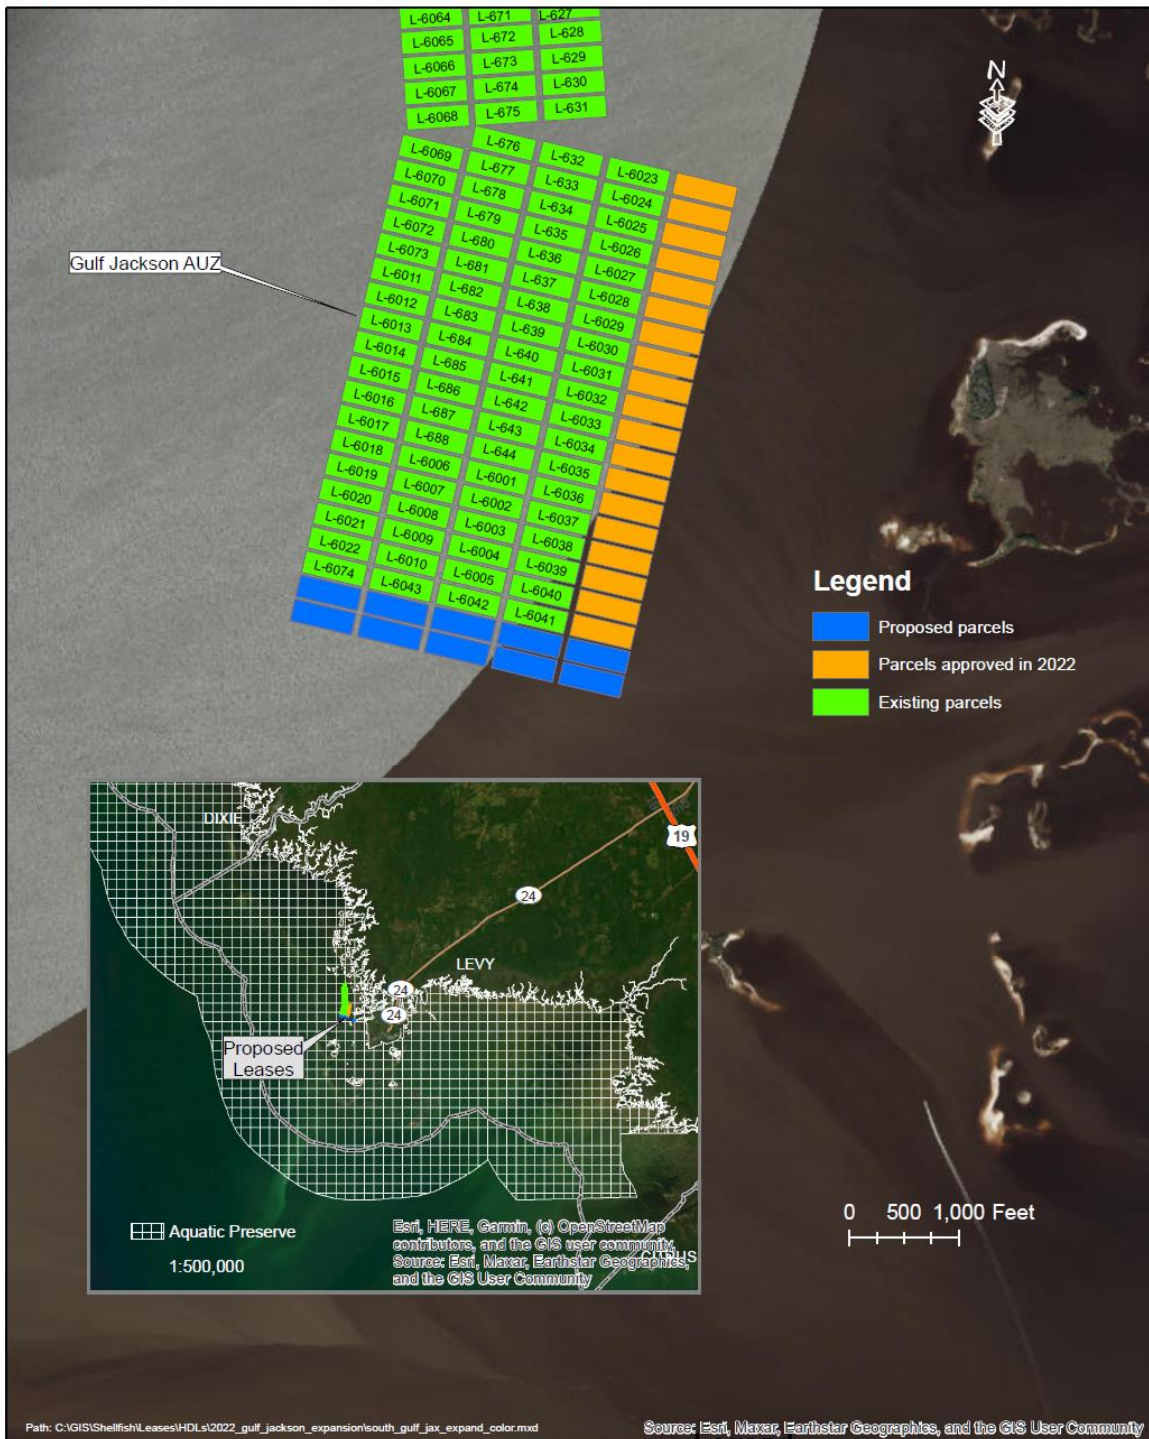 L-6064 L-671 L-627
L-6065 L-672 L-628
L-6066 L-673 L-629
L-6067 L-674 L-630
L-6068 L-675 L-631
N
L-6069 L-676 L-632 L-6023
L-6070 L-677 L-633 L-6024
L-6071 L-678 L-634 L-6025
L-6072 L-679 L-635 L-6026
L-6073 L-680 L-636 L-6027
L-6011 L-681 L-637 L-6028
L-6012 L-682 L-638 L-6029
L-6013 L-683 L-639 L-6030
L-6014 L-684 L-640 L-6031
L-6015 L-685 L-641 L-6032
L-6016 L-686 L-642 L-6033
L-6017 L-687 L-643 L-6034
L-6018 L-688 L-644 L-6035
L-6019 L-6006 L-6001 L-6036
L-6020 L-6007 L-6002 L-6037
L-6021 L-6008 L-6003 L-6038
L-6022 L-6009 L-6004 L-6039
L-6074 L-6010 L-6005 L-6040
L-6043 L-6042 L-6041
Gulf Jackson AUZ
Legend
Proposed parcels
Parcels approved in 2022
Existing parcels
DIXIE
19
24
LEVY
24
24
Proposed
Leases
Aquatic Preserve
1:500,000
Esri, HERE, Garmin, (c) OpenStreetMap
contributors, and the GIS user community,
Source: Esri, Maxar, Earthstar Geographics,
and the GIS User Community
CITRUS
0 500 1,000 Feet
Path: C:\GIS\Shellfish\Leases\HDLs\2022_gulf_jackson_expansion\south_gulf_jax_expand_color.mxd
Source: Esri, Maxar, Earthstar Geographics, and the GIS User Community